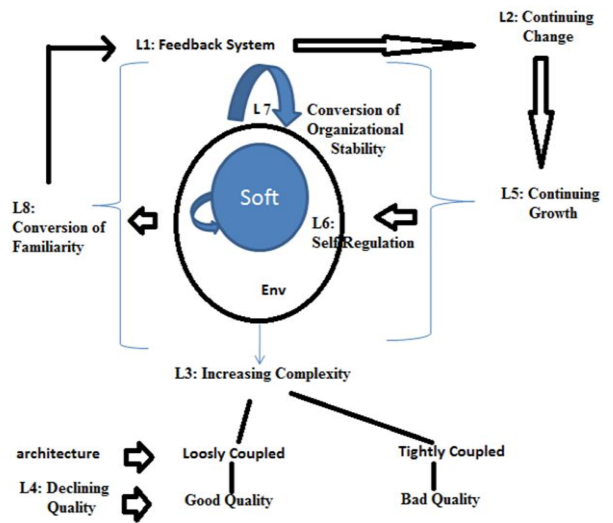 L1: Feedback System
L2: Continuing
Change
L 7
Conversion of
Organizational
Stability
Soft
L8:
Conversion of
Familiarity
L6:
Self Regulation
L5: Continuing
Growth
Env
L3: Increasing Complexity
architecture
Loosly Coupled
Tightly Coupled
L4: Declining
Quality
Good Quality
Bad Quality